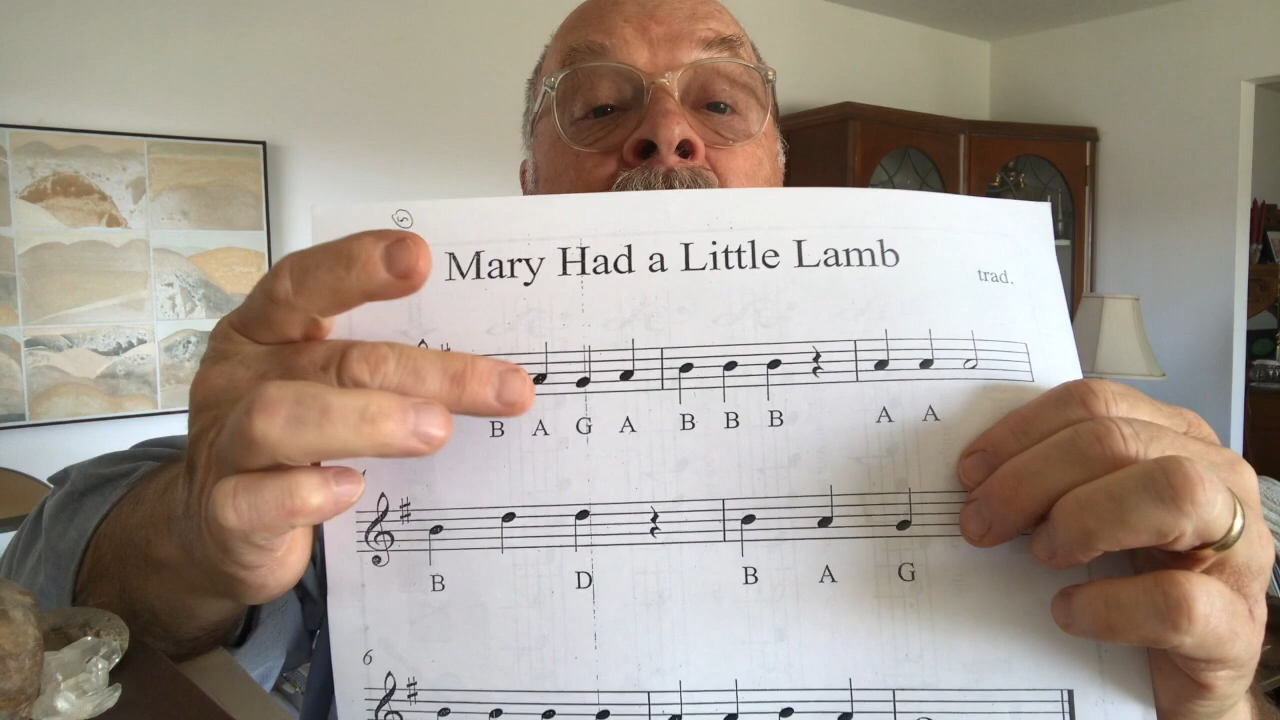 5
Mary Had a Little Lamb
trad.
B A G A B B B A A
B D B A G
6